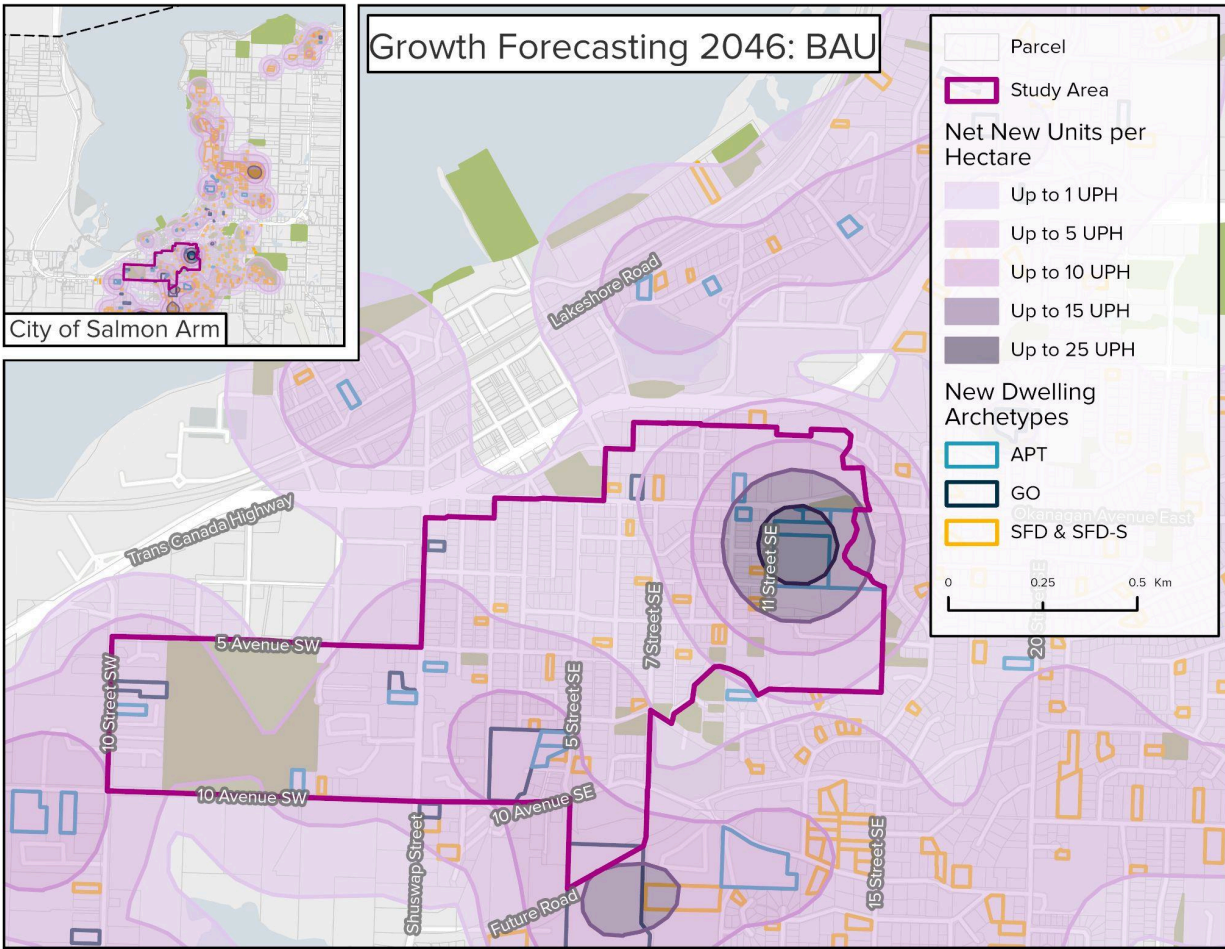 Growth Forecasting 2046: BAU
City of Salmon Arm
Parcel
Study Area
Net New Units per
Hectare
Up to 1 UPH
Up to 5 UPH
Up to 10 UPH
Up to 15 UPH
Up to 25 UPH
New Dwelling
Archetypes
APT
GO
SFD & SFD-S
0 0.25 0.5 Km
Okanagan Avenue East
Lakeshore Road
Trans Canada Highway
11 Street SE
7 Street SE
5 Avenue SW
10 Street SW
5 Street SE
10 Avenue SW
10 Avenue SE
Shuswap Street
Future Road
15 Street SE